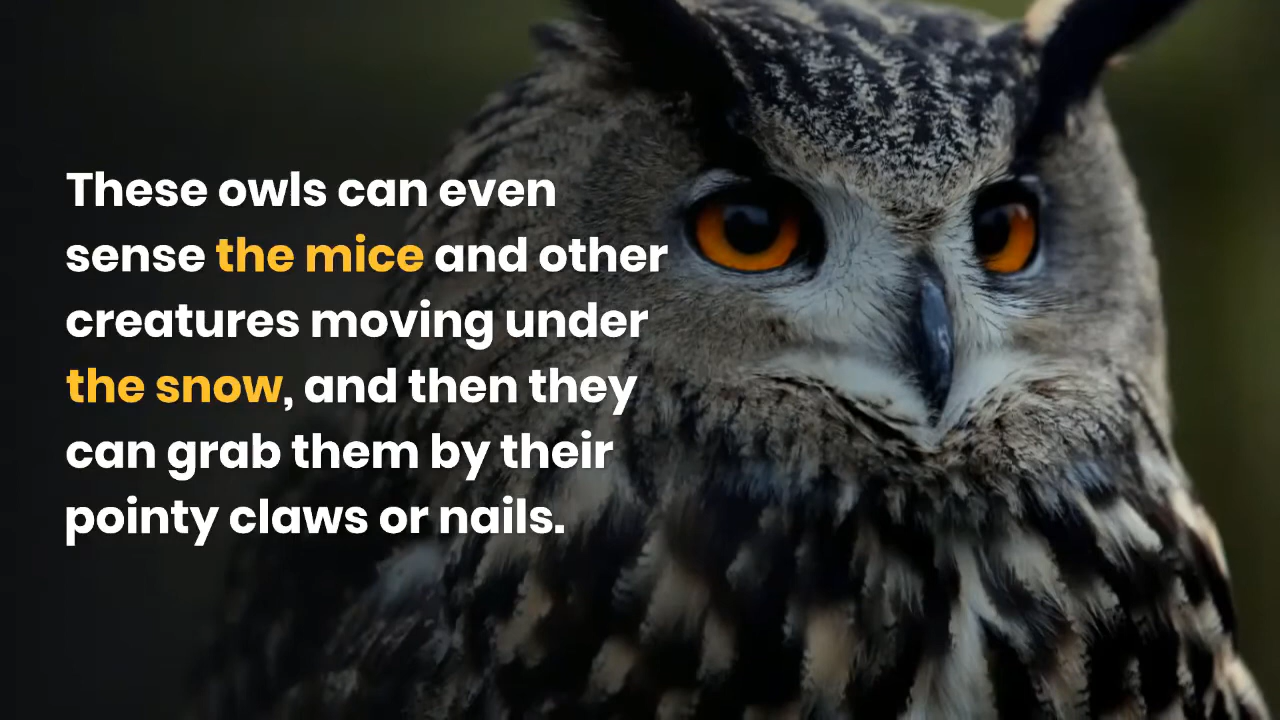 These owls can even
sense the mice and other
creatures moving under
the snow, and then they
can grab them by their
pointy claws or nails.